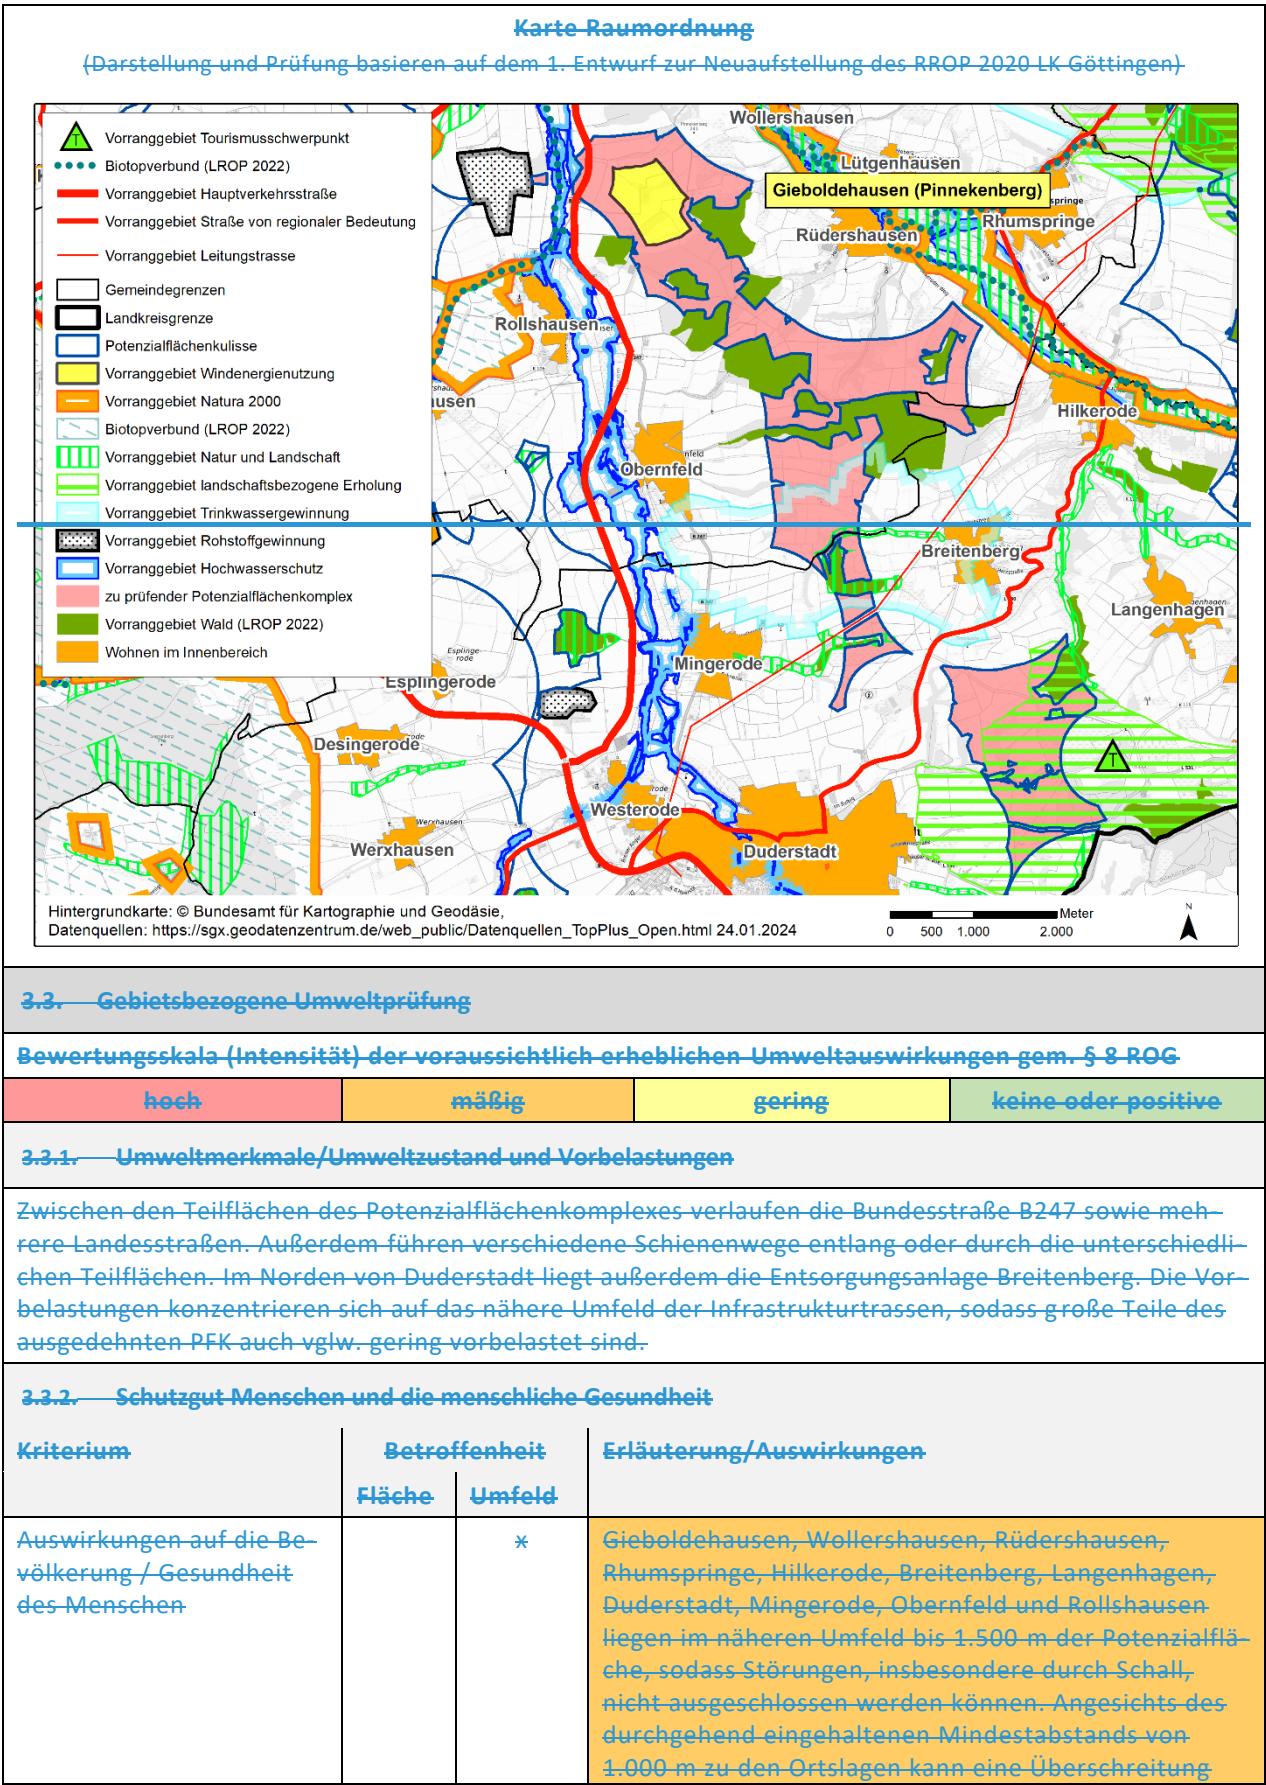 Karte Raumordnung
(Darstellung und Prüfung basieren auf dem 1. Entwurf zur Neuaufstellung des RROP 2020 LK Göttingen)
Vorranggebiet Tourismusschwerpunkt
Biotopverbund (LROP 2022)
Vorranggebiet Hauptverkehrsstraße
Vorranggebiet Straße von regionaler Bedeutung
Vorranggebiet Leitungstrasse
Gemeindegrenzen
Landkreisgrenze
Potenzialflächenkulisse
Vorranggebiet Windenergienutzung
Vorranggebiet Natura 2000
Biotopverbund (LROP 2022)
Vorranggebiet Natur und Landschaft
Vorranggebiet landschaftsbezogene Erholung
Vorranggebiet Trinkwassergewinnung
Vorranggebiet Rohstoffgewinnung
Vorranggebiet Hochwasserschutz
zu prüfender Potenzialflächenkomplex
Vorranggebiet Wald (LROP 2022)
Wohnen im Innenbereich
Wollershausen
Lütgenhausen
Gieboldehausen (Pinnekenberg)
Rhumspringe
Rüdershausen
Rollshausen
Hilkerode
Obernfeld
Breitenberg
Langenhagen
Mingerode
Esplingerode
Desingerode
Westerode
Werxhausen
Duderstadt
T
T
Hintergrundkarte: © Bundesamt für Kartographie und Geodäsie,
Datenquellen: https://sgx.geodatenzentrum.de/web_public/Datenquellen_TopPlus_Open.html 24.01.2024
Meter
0 500 1.000 2.000
N
3.3. Gebietsbezogene Umweltprüfung
Bewertungsskala (Intensität) der voraussichtlich erheblichen Umweltauswirkungen gem. § 8 ROG
hoch mäßig gering keine oder positive
3.3.1. Umweltmerkmale/Umweltzustand und Vorbelastungen
Zwischen den Teilflächen des Potenzialflächenkomplexes verlaufen die Bundesstraße B247 sowie meh-
rere Landesstraßen. Außerdem führen verschiedene Schienenwege entlang oder durch die unterschiedli-
chen Teilflächen. Im Norden von Duderstadt liegt außerdem die Entsorgungsanlage Breitenberg. Die Vor-
belastungen konzentrieren sich auf das nähere Umfeld der Infrastrukturtrassen, sodass große Teile des
ausgedehnten PFK auch vglw. gering vorbelastet sind.
3.3.2. Schutzgut Menschen und die menschliche Gesundheit
Kriterium Betroffenheit Erläuterung/Auswirkungen
Fläche Umfeld
Auswirkungen auf die Be-
völkerung / Gesundheit
des Menschen
x
Gieboldehausen, Wollershausen, Rüdershausen,
Rhumspringe, Hilkerode, Breitenberg, Langenhagen,
Duderstadt, Mingerode, Obernfeld und Rollshausen
liegen im näheren Umfeld bis 1.500 m der Potenzialflä-
che, sodass Störungen, insbesondere durch Schall,
nicht ausgeschlossen werden können. Angesichts des
durchgehend eingehaltenen Mindestabstands von
1.000 m zu den Ortslagen kann eine Überschreitung